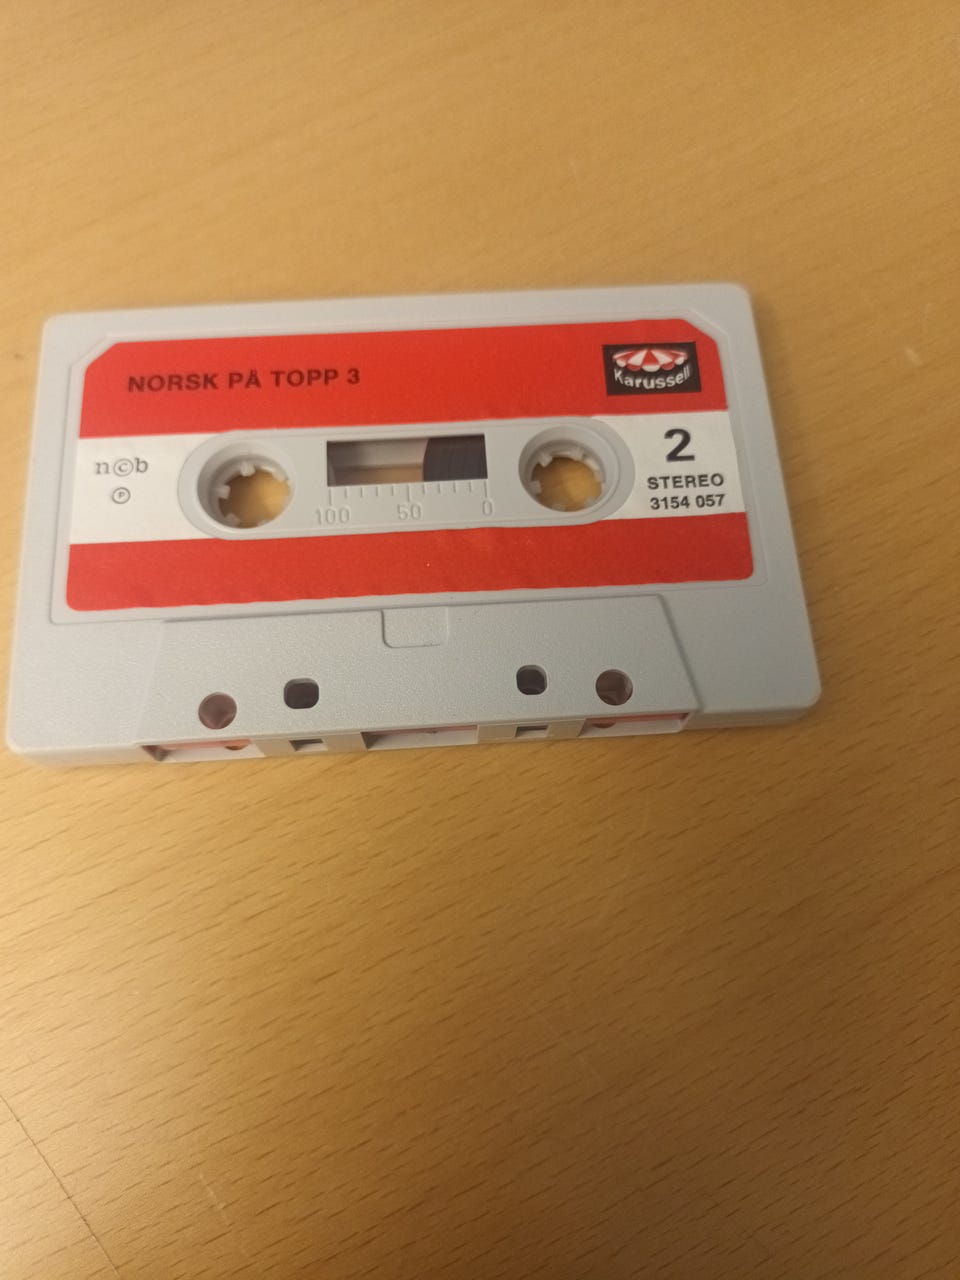 NORSK PÅ TOPP 3
Karussell
n©b
℗
2
STEREO
3154 057
100 50 0